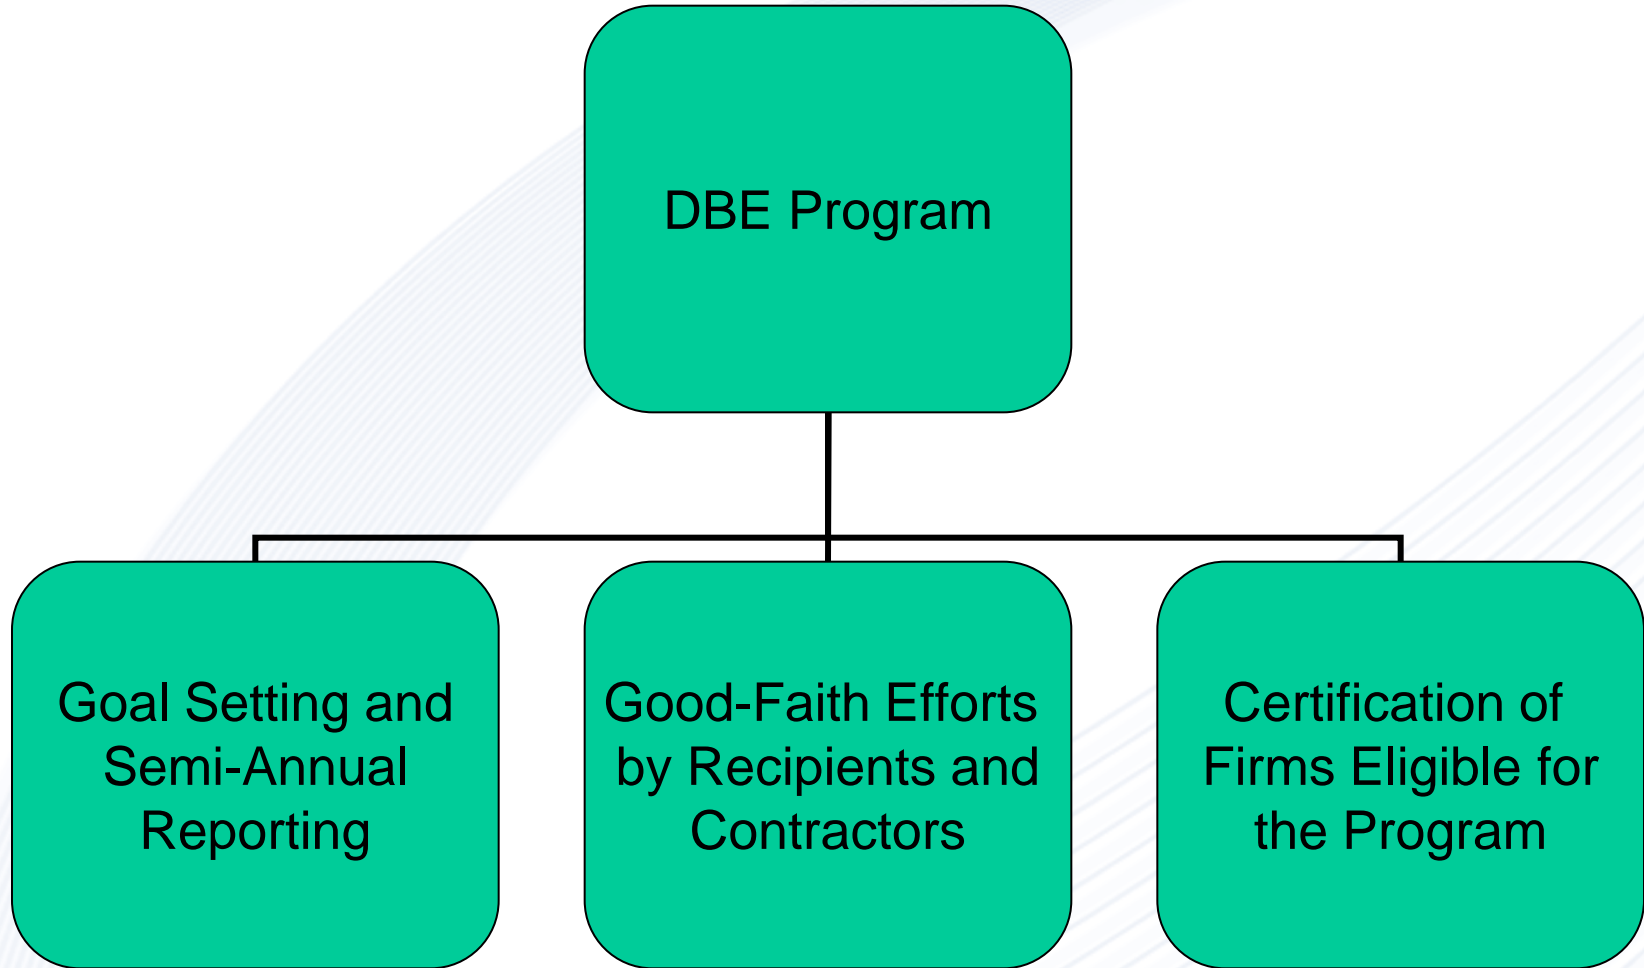 DBE Program
Goal Setting and
Semi-Annual
Reporting
Good-Faith Efforts
by Recipients and
Contractors
Certification of
Firms Eligible for
the Program